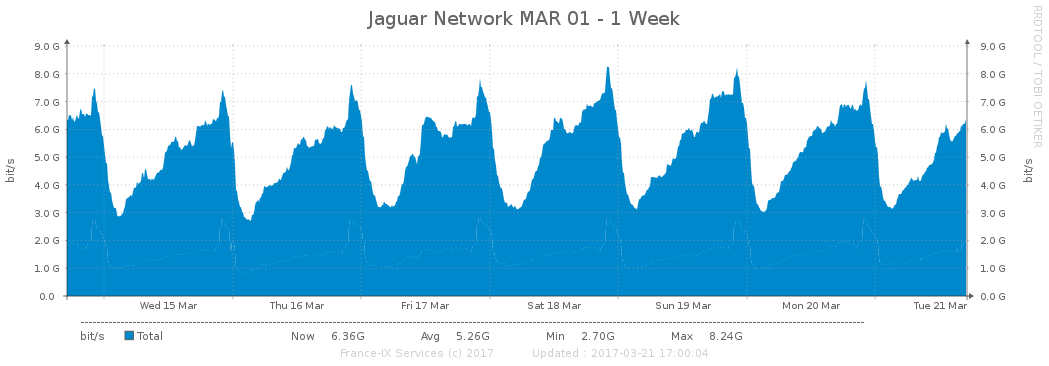 Jaguar Network MAR 01 - 1 Week
RRDTOOL / TOBI OETIKER
bit/s
9.0 G 9.0 G
8.0 G 8.0 G
7.0 G 7.0 G
6.0 G 6.0 G
5.0 G 5.0 G
4.0 G 4.0 G
3.0 G 3.0 G
2.0 G 2.0 G
1.0 G 1.0 G
0.0 0.0 G
bit/s
Wed 15 Mar Thu 16 Mar Fri 17 Mar Sat 18 Mar Sun 19 Mar Mon 20 Mar Tue 21 Mar
bit/s Total Now 6.36G Avg 5.26G Min 2.70G Max 8.24G
France-IX Services (c) 2017 Updated : 2017-03-21 17:00:04